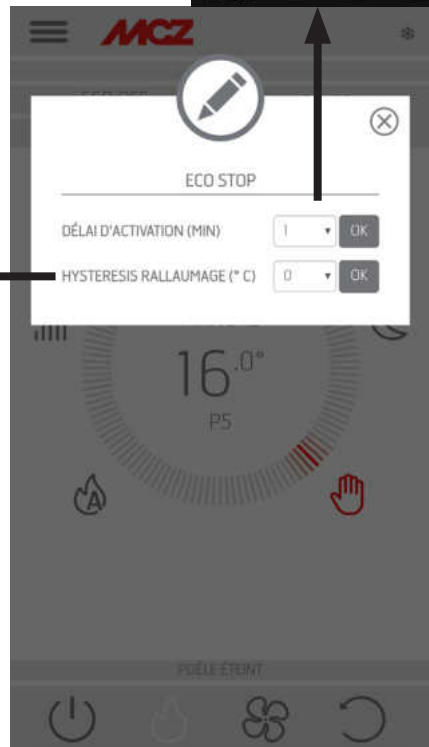 MCZ
ECO STOP
DÉLAI D'ACTIVATION (MIN) 1 OK
HYSTERESIS RALLAUMAGE (° C) 0 OK
16.0°
P5
A
POÊLE ÉTEINT